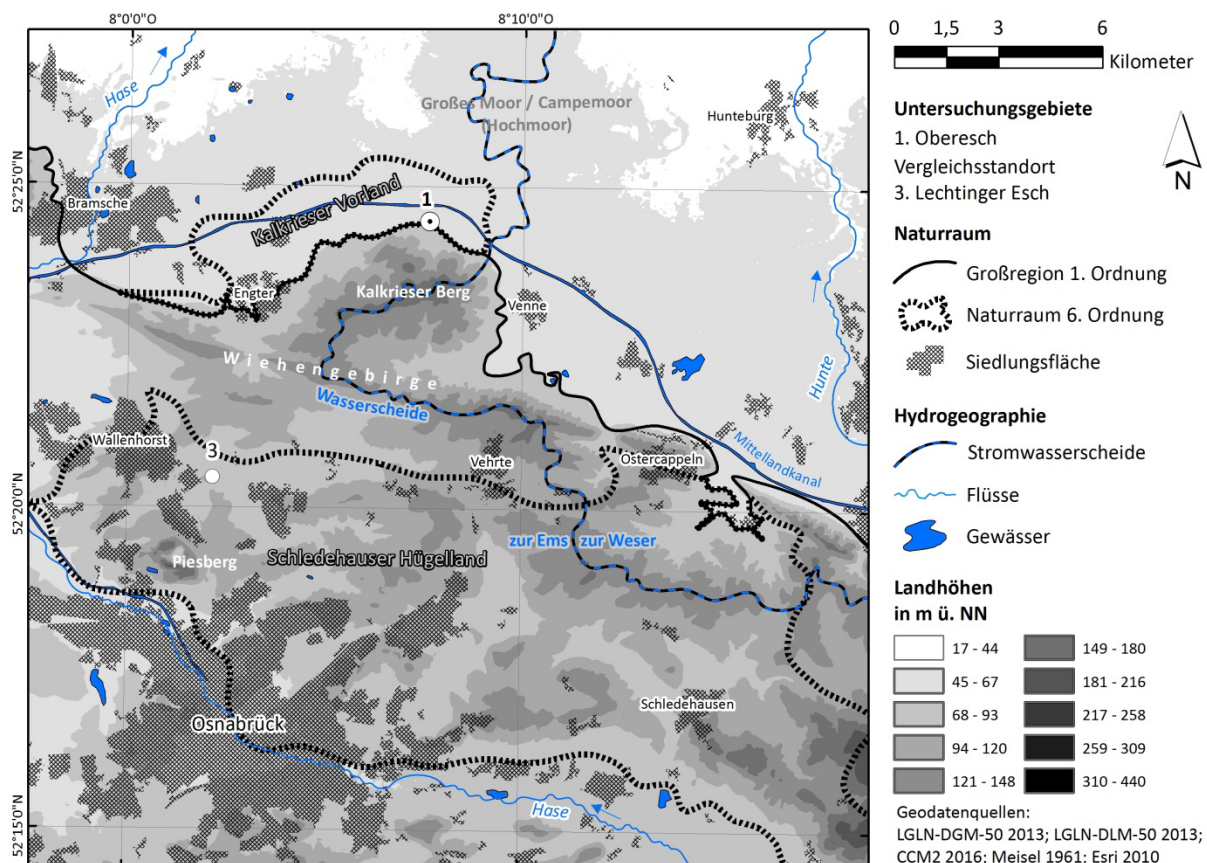 8°0'0"O
8°10'0"O
52°25'0"N
52°20'0"N
52°15'0"N
Hase
Großes Moor / Campemoor
(Hochmoor)
Hunteburg
Bramsche
Kalkrieser Vorland
1
Engter
Kalkrieser Berg
Venne
Hunte
Wiehengebirge
Wasserscheide
Mittellandkanal
Wallenhorst
3
Vehrte
Ostercappeln
zur Ems
zur Weser
Piesberg
Schledehauser Hügelland
Schledehausen
Osnabrück
Hase
0 1,5 3 6
Kilometer
Untersuchungsgebiete
1. Oberesch
Vergleichsstandort
3. Lechtinger Esch
N
Naturraum
Großregion 1. Ordnung
Naturraum 6. Ordnung
Siedlungsfläche
Hydrogeographie
Stromwasserscheide
Flüsse
Gewässer
Landhöhen
in m ü. NN
17 - 44
149 - 180
45 - 67
181 - 216
68 - 93
217 - 258
94 - 120
259 - 309
121 - 148
310 - 440
Geodatenquellen:
LGLN-DGM-50 2013; LGLN-DLM-50 2013;
CCM2 2016; Meisel 1961; Esri 2010